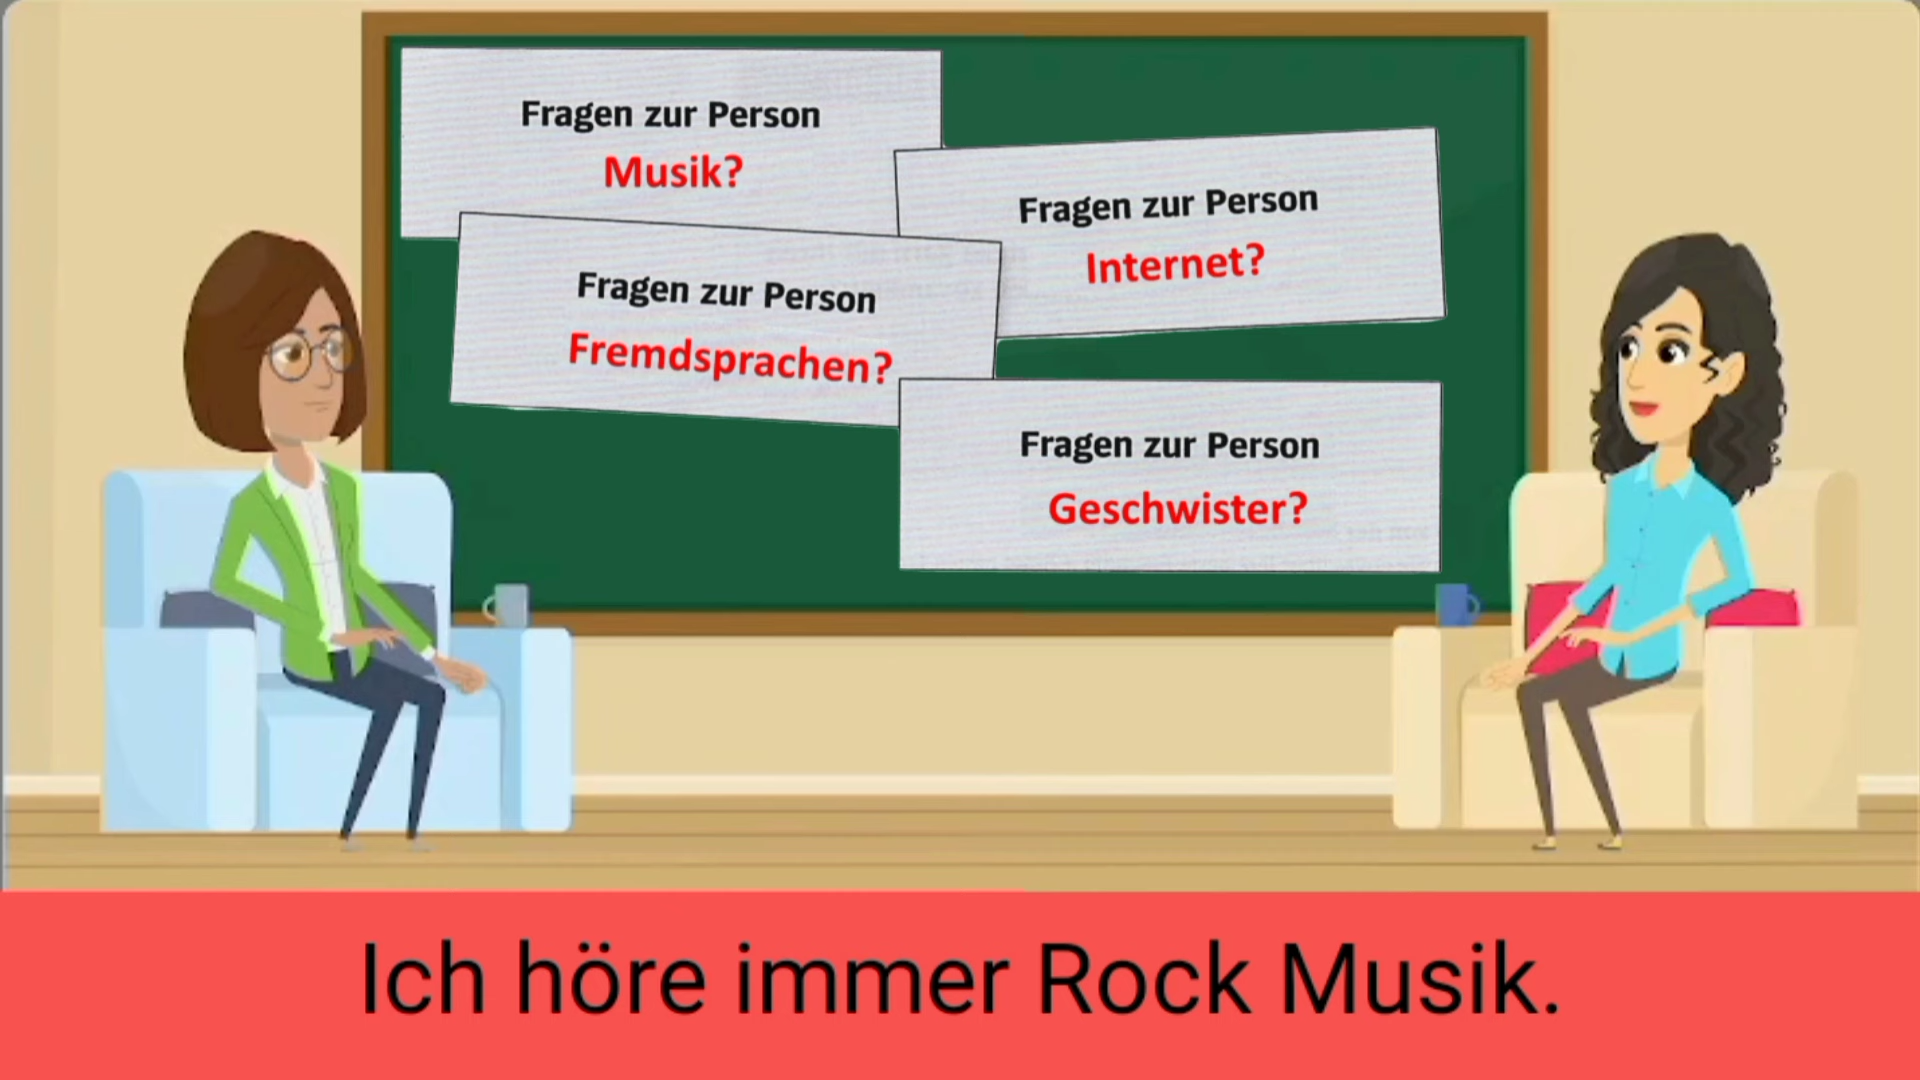 Fragen zur Person
Musik?
Fragen zur Person
Internet?
Fragen zur Person
Fremdsprachen?
Fragen zur Person
Geschwister?
Ich höre immer Rock Musik.